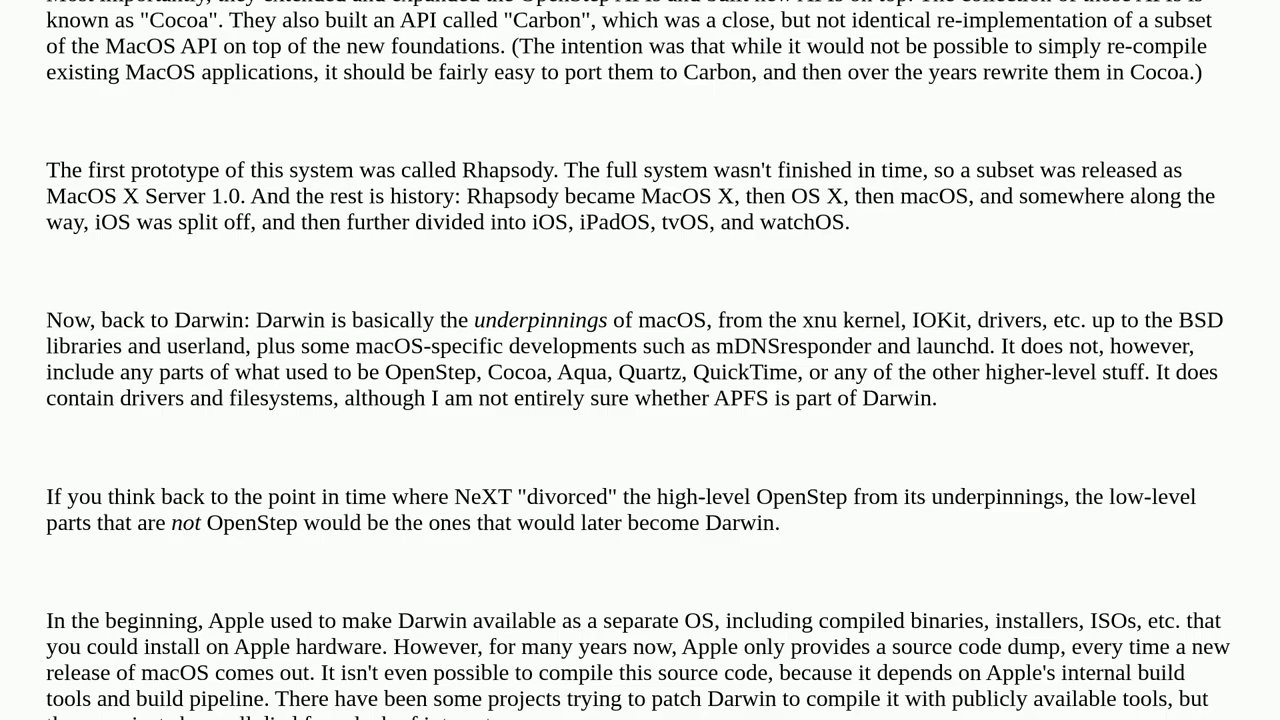 known as "Cocoa". They also built an API called "Carbon", which was a close, but not identical re-implementation of a subset
of the MacOS API on top of the new foundations. (The intention was that while it would not be possible to simply re-compile
existing MacOS applications, it should be fairly easy to port them to Carbon, and then over the years rewrite them in Cocoa.)
The first prototype of this system was called Rhapsody. The full system wasn't finished in time, so a subset was released as
MacOS X Server 1.0. And the rest is history: Rhapsody became MacOS X, then OS X, then macOS, and somewhere along the
way, iOS was split off, and then further divided into iOS, iPadOS, tvOS, and watchOS.
Now, back to Darwin: Darwin is basically the underpinnings of macOS, from the xnu kernel, IOKit, drivers, etc. up to the BSD
libraries and userland, plus some macOS-specific developments such as mDNSresponder and launchd. It does not, however,
include any parts of what used to be OpenStep, Cocoa, Aqua, Quartz, QuickTime, or any of the other higher-level stuff. It does
contain drivers and filesystems, although I am not entirely sure whether APFS is part of Darwin.
If you think back to the point in time where NeXT "divorced" the high-level OpenStep from its underpinnings, the low-level
parts that are not OpenStep would be the ones that would later become Darwin.
In the beginning, Apple used to make Darwin available as a separate OS, including compiled binaries, installers, ISOs, etc. that
you could install on Apple hardware. However, for many years now, Apple only provides a source code dump, every time a new
release of macOS comes out. It isn't even possible to compile this source code, because it depends on Apple's internal build
tools and build pipeline. There have been some projects trying to patch Darwin to compile it with publicly available tools, but